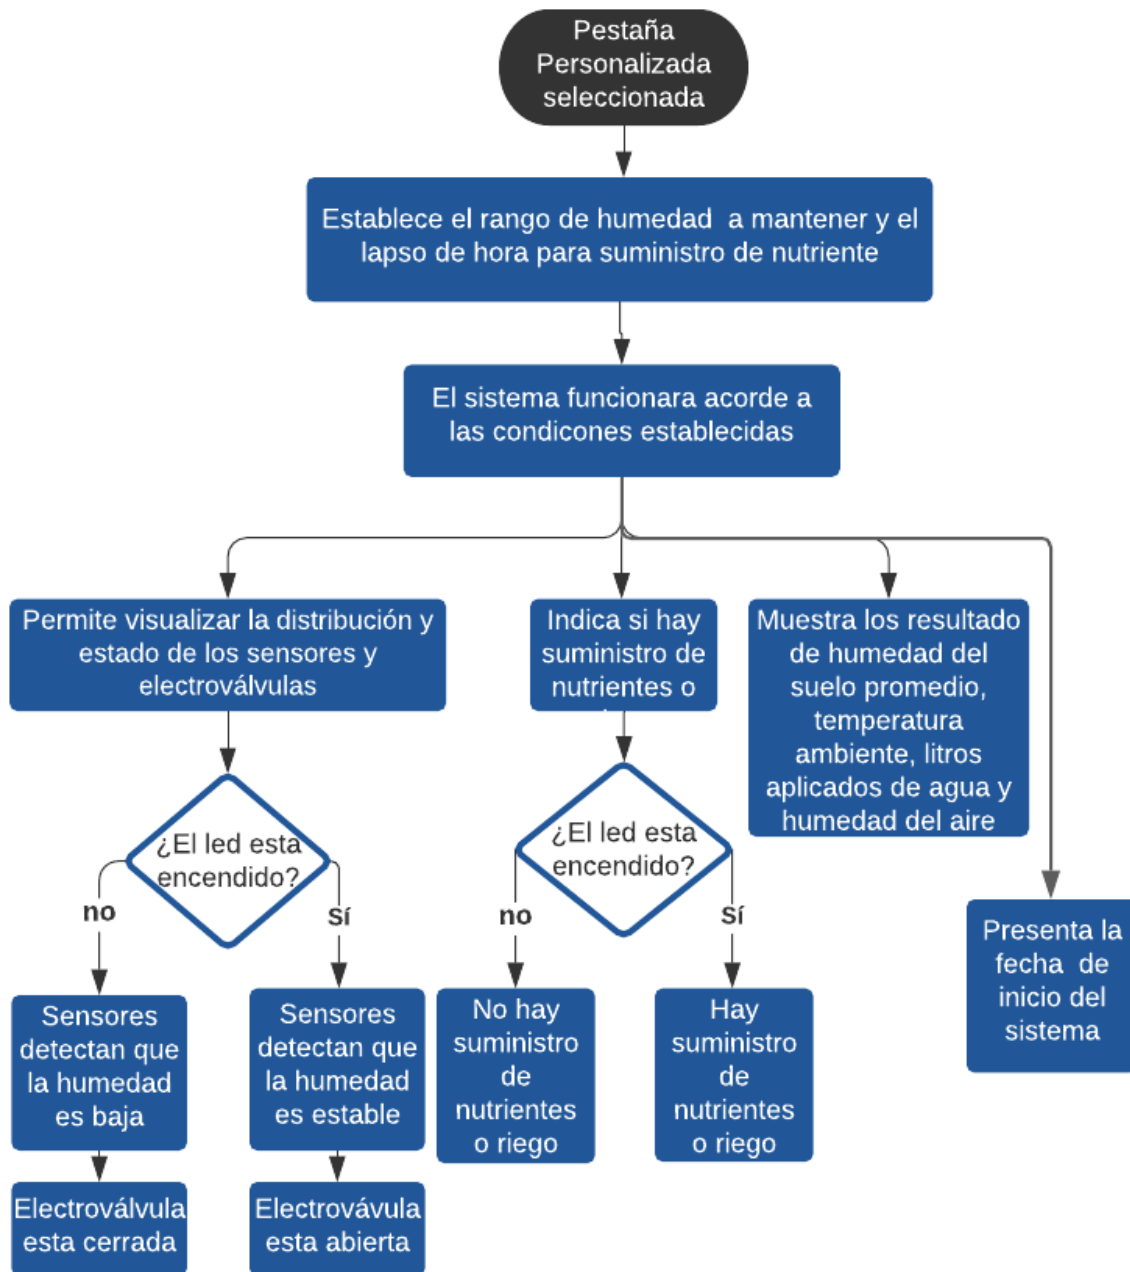 Pestaña
Personalizada
seleccionada
Establece el rango de humedad a mantener y el
lapso de hora para suministro de nutriente
El sistema funcionara acorde a
las condicones establecidas
Permite visualizar la distribución y
estado de los sensores y
electroválvulas
Indica si hay
suministro de
nutrientes o
Muestra los resultado
de humedad del
suelo promedio,
temperatura
ambiente, litros
aplicados de agua y
humedad del aire
¿El led esta
encendido?
no
Sí
¿El led esta
encendido?
no
Sí
Presenta la
fecha de
inicio del
sistema
Sensores
detectan que
la humedad
es baja
Sensores
detectan que
la humedad
es estable
No hay
suministro
de
nutrientes
o riego
Hay
suministro
de
nutrientes
o riego
Electroválvula
esta cerrada
Electrovávula
esta abierta